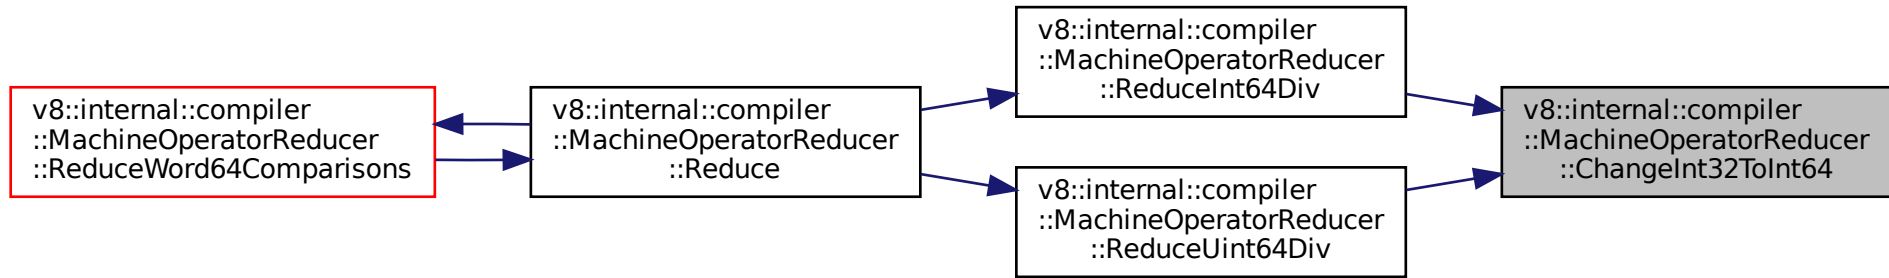 v8::internal::compiler
::MachineOperatorReducer
::ReduceWord64Comparisons
v8::internal::compiler
::MachineOperatorReducer
::Reduce
v8::internal::compiler
::MachineOperatorReducer
::ReduceInt64Div
v8::internal::compiler
::MachineOperatorReducer
::ReduceUint64Div
v8::internal::compiler
::MachineOperatorReducer
::ChangeInt32ToInt64